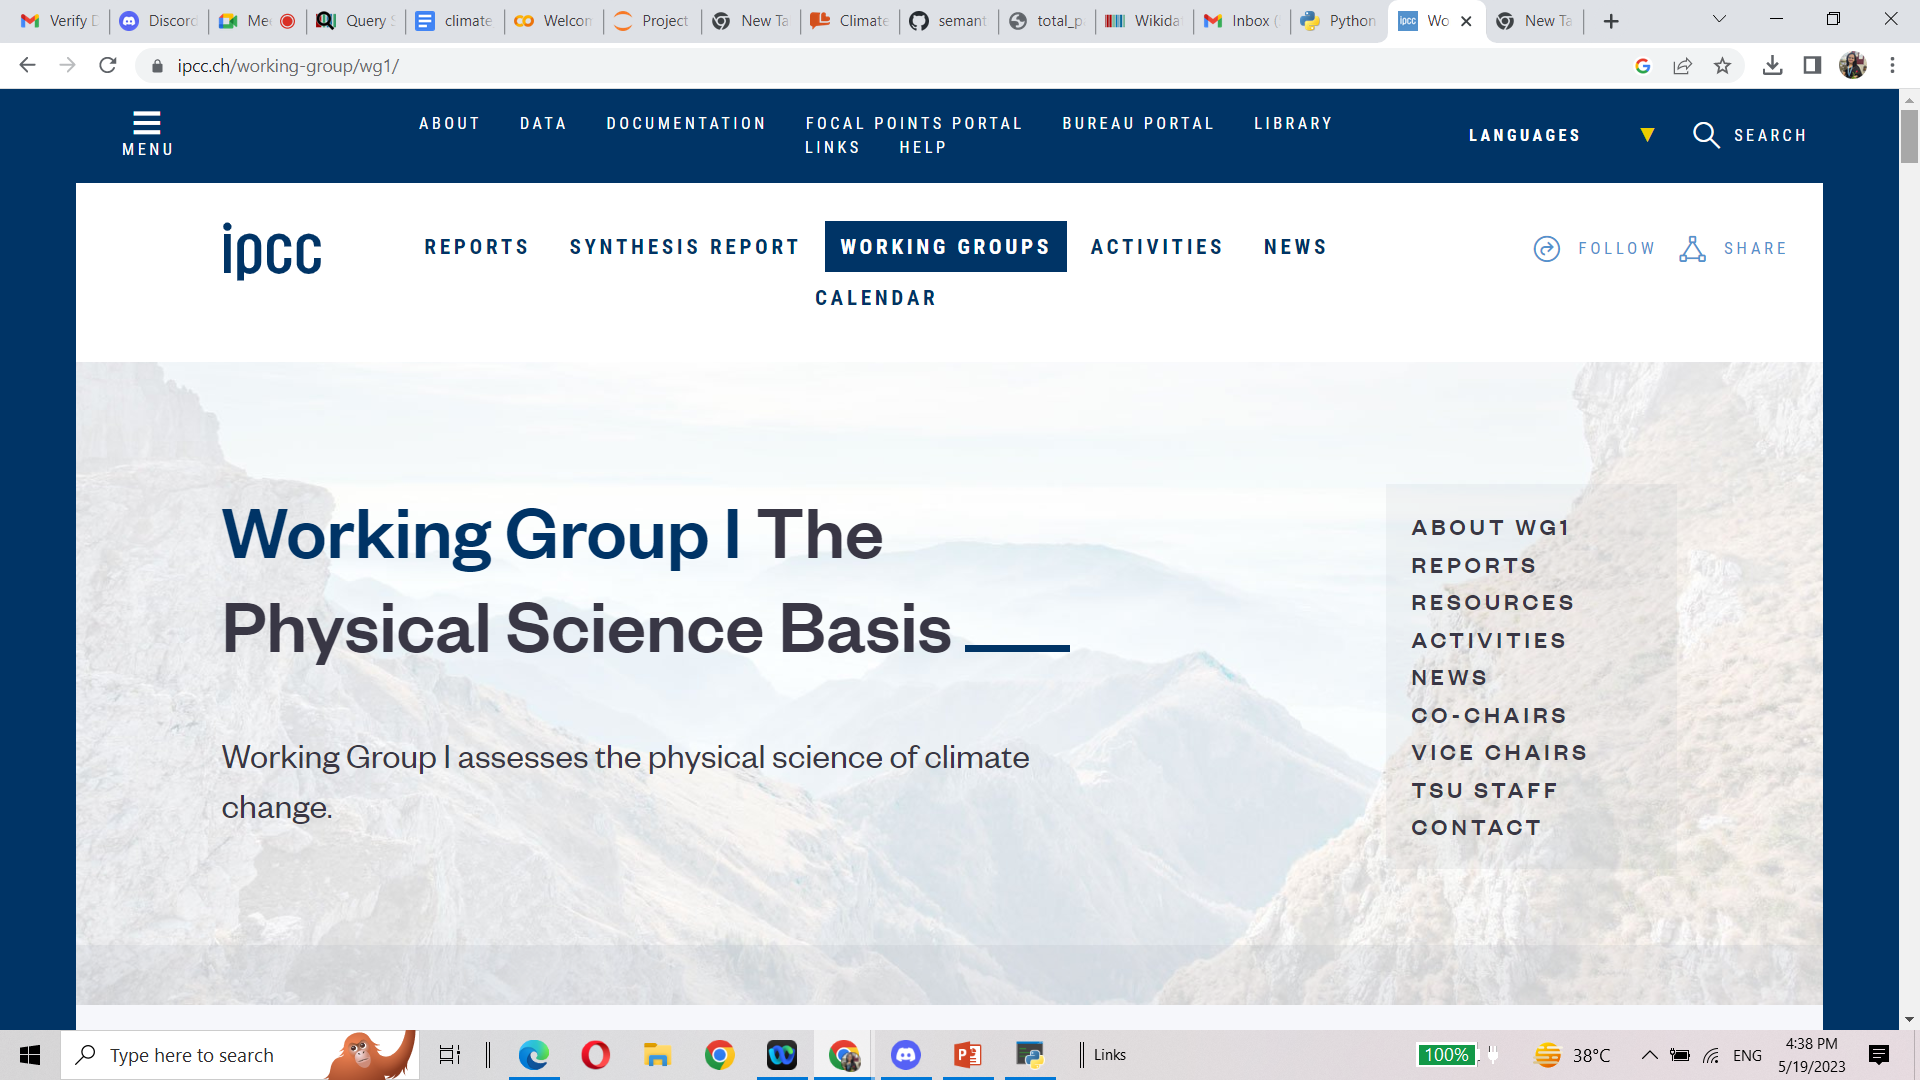 Verify D
Discord
Mee
Query S
climate
Welcom
Project
New Ta
Climate
semant
total_p
Wikidat
Inbox (
Python
ipcc
Wo
New Ta
ipcc.ch/working-group/wg1/
MENU
ABOUT DATA DOCUMENTATION FOCAL POINTS PORTAL BUREAU PORTAL LIBRARY
LINKS HELP
LANGUAGES
SEARCH
ipcc
REPORTS SYNTHESIS REPORT WORKING GROUPS ACTIVITIES NEWS
CALENDAR
FOLLOW
SHARE
Working Group I The
Physical Science Basis
Working Group I assesses the physical science of climate
change.
ABOUT WG1
REPORTS
RESOURCES
ACTIVITIES
NEWS
CO-CHAIRS
VICE CHAIRS
TSU STAFF
CONTACT
Type here to search
Links
100%
38°C
ENG
4:38 PM
5/19/2023